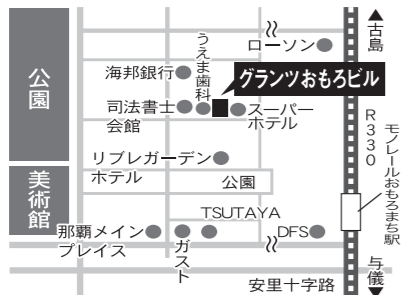 ▲古島
ローソン
うえま歯科
海邦銀行
グランツおもろビル
公園
司法書士
会館
スーパー
ホテル
R330
モノレールおもろまち駅
リブレガーデン
ホテル
公園
美術館
TSUTAYA
那覇メイン
プレイス
ガスト
DFS
与儀▼
安里十字路